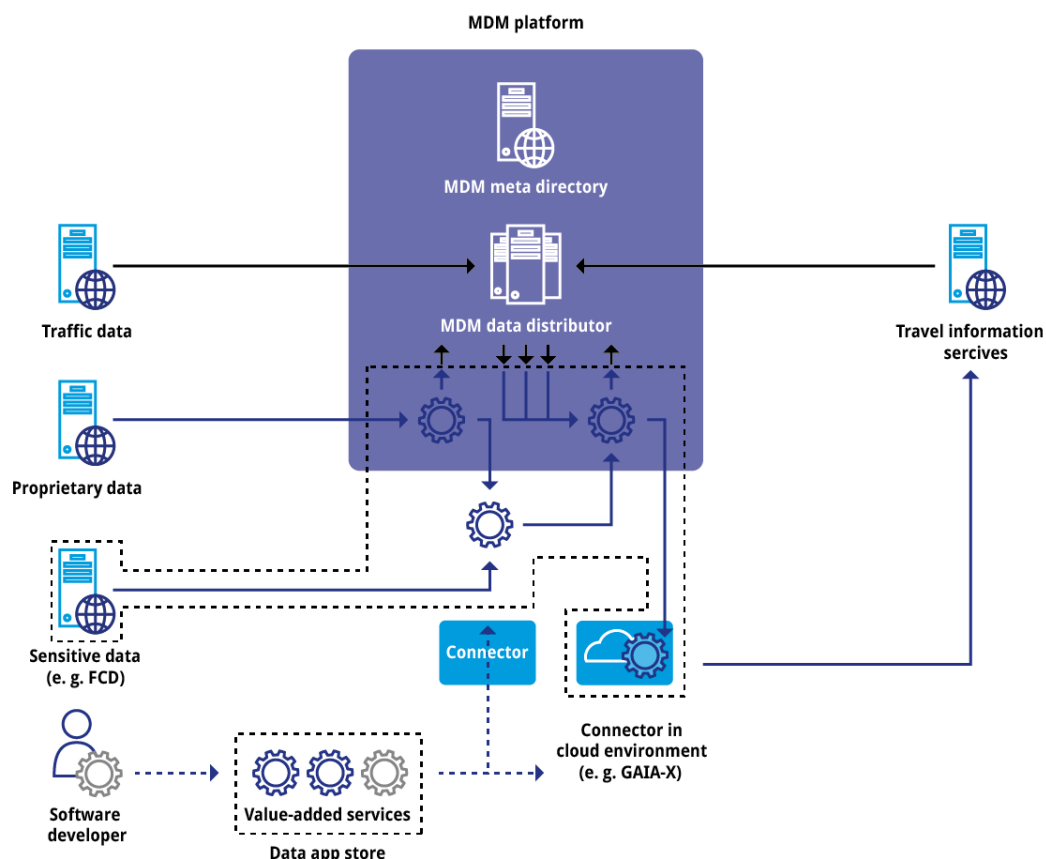 MDM platform
MDM meta directory
Traffic data
MDM data distributor
Travel information
sercives
Proprietary data
Sensitive data
(e. g. FCD)
Connector
Connector in
cloud environment
(e. g. GAIA-X)
Software
developer
Value-added services
Data app store